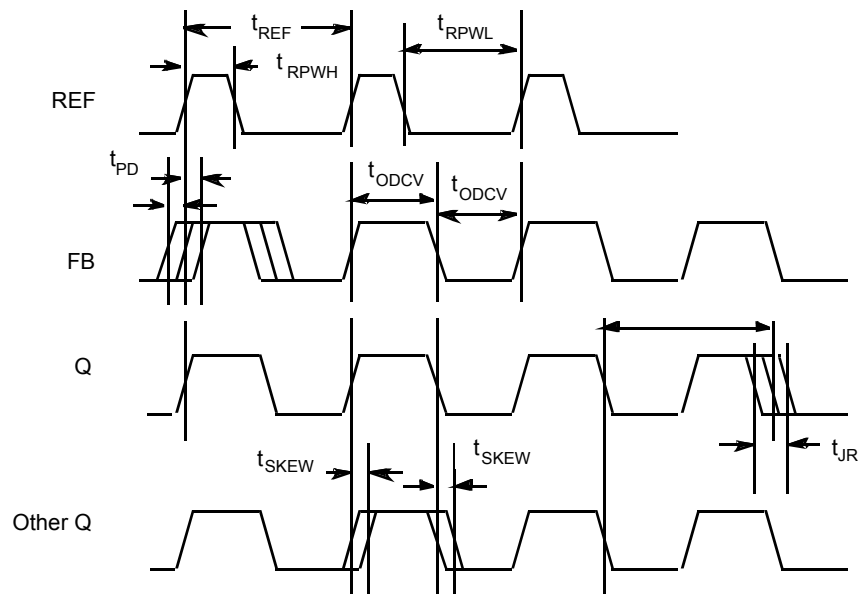 tREF
tRPWL
tRPWH
REF
tPD
tODCV
tODCV
FB
Q
tSKEW
tSKEW
tJR
Other Q